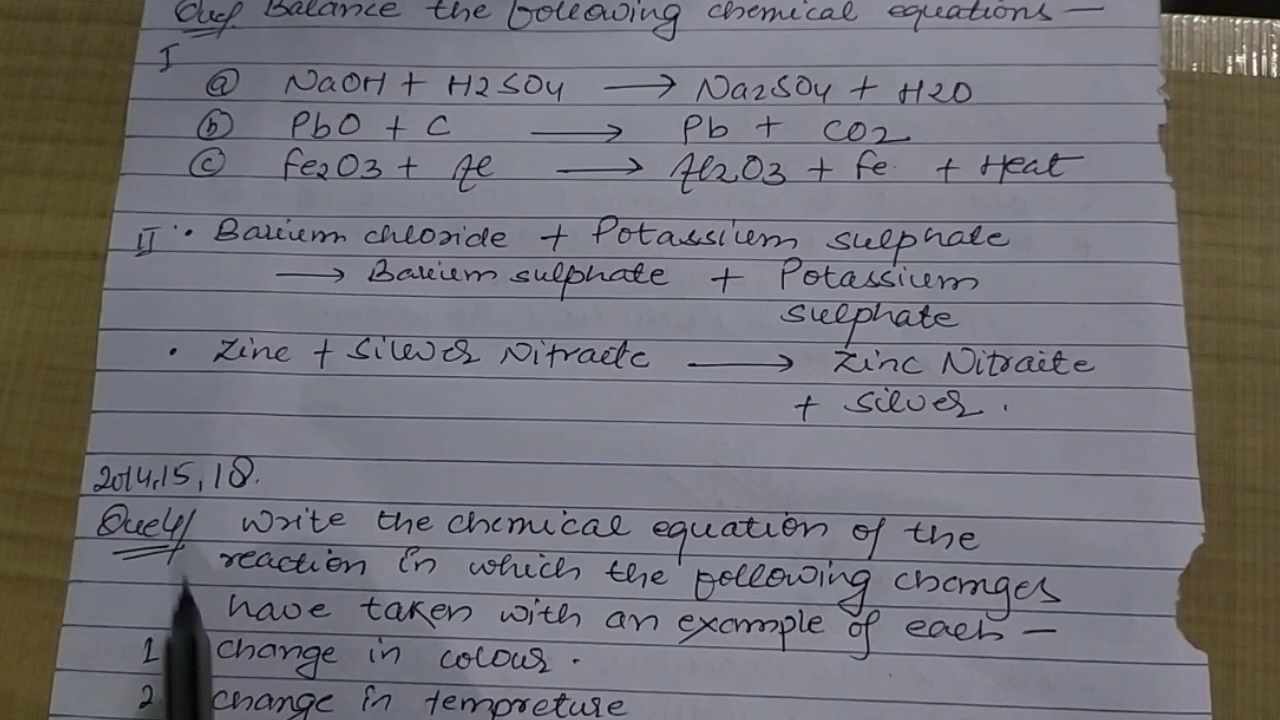 Que Balance the following chemical equations —
I
(a) NaOH + H2SO4 → Na2SO4 + H2O
(b) PbO + C → Pb + CO2
(c) Fe2O3 + Al → Al2O3 + Fe + Heat
II • Barium chloride + Potassium sulphate
→ Barium sulphate + Potassium
sulphate
• Zinc + Silver Nitrate → Zinc Nitrate
+ Silver.
2014,15,18.
Que4/ Write the chemical equation of the
reaction in which the following changes
have taken with an example of each —
1 change in colour.
2 change in tempreture